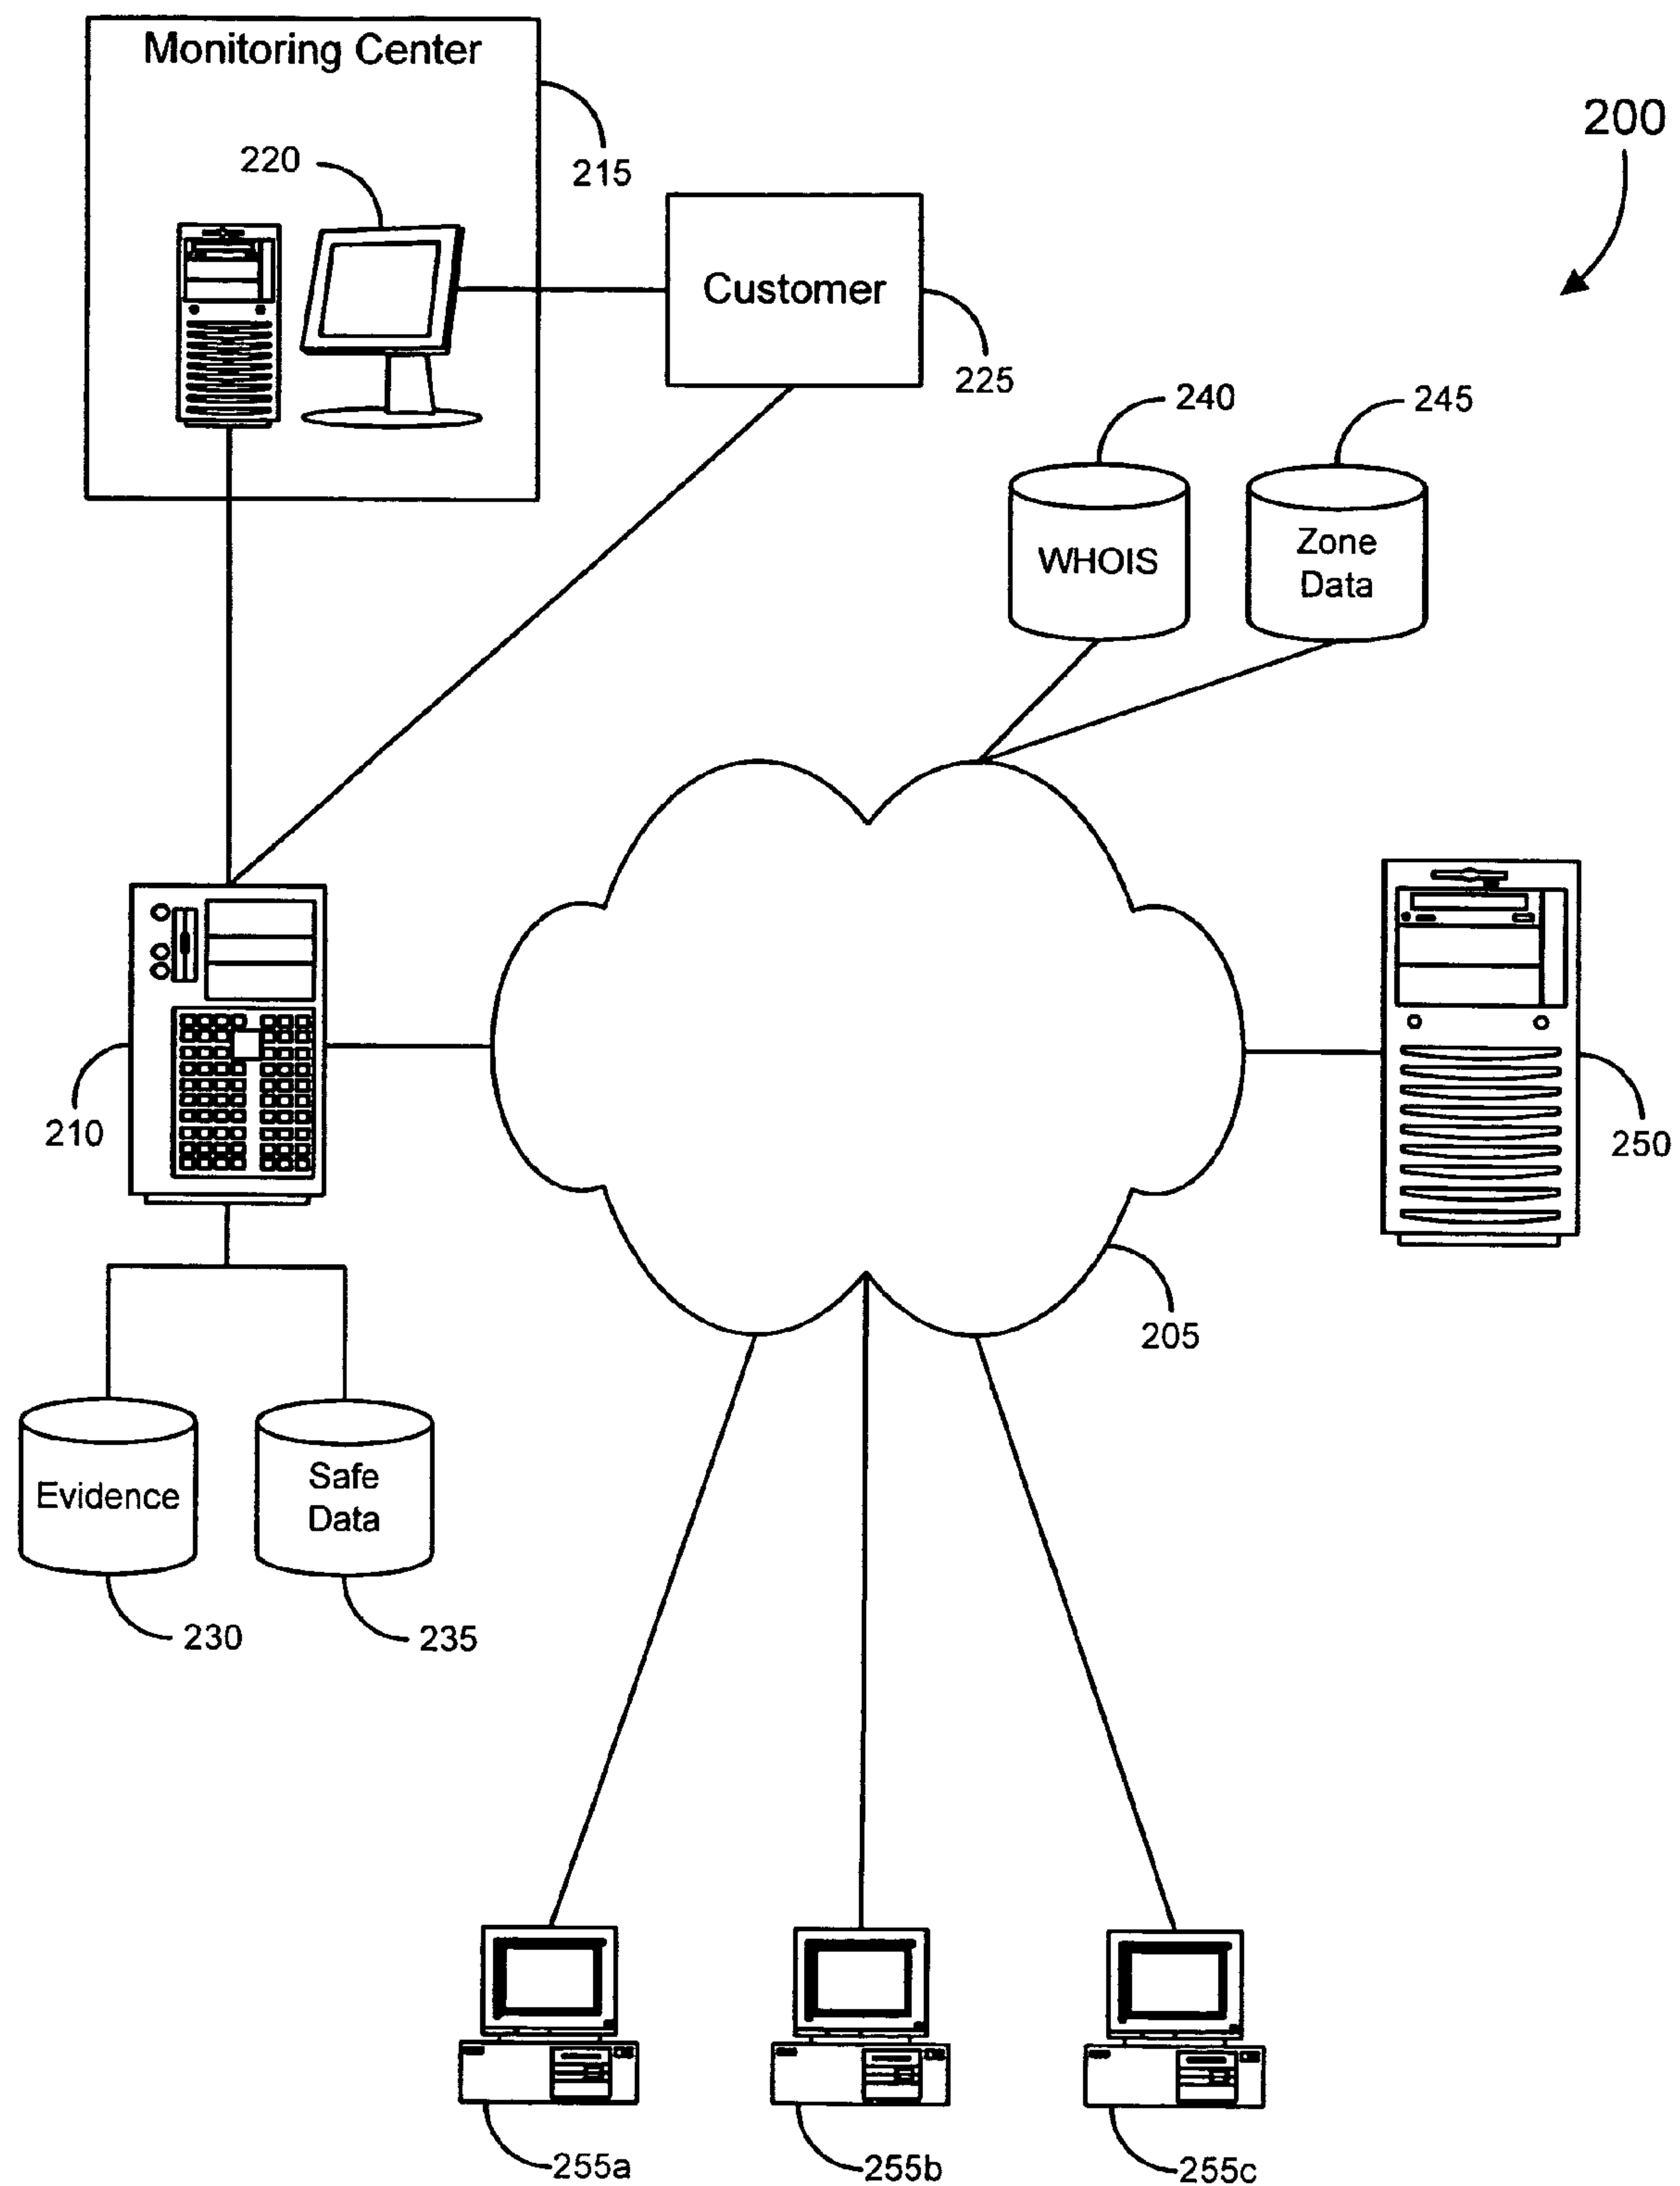 Monitoring Center
200
220
215
Customer
225
240
245
WHOIS
Zone
Data
210
250
205
Evidence
Safe
Data
230
235
255a
255b
255c